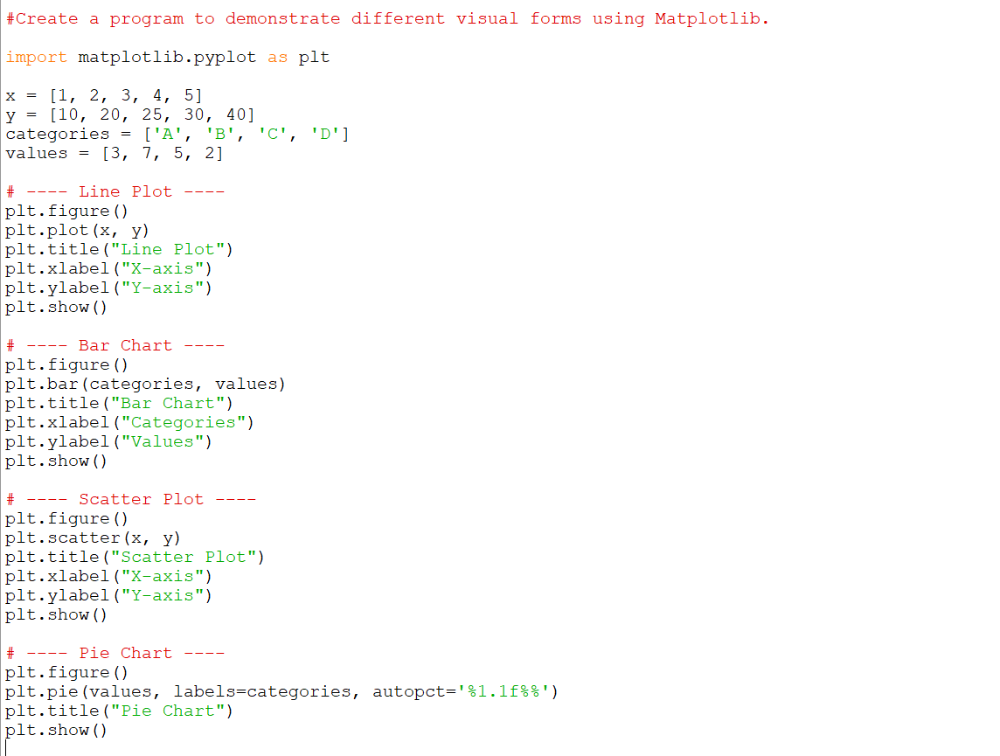 #Create a program to demonstrate different visual forms using Matplotlib.
import matplotlib.pyplot as plt
x = [1, 2, 3, 4, 5]
y = [10, 20, 25, 30, 40]
categories = ['A', 'B', 'C', 'D']
values = [3, 7, 5, 2]
# ---- Line Plot ----
plt.figure()
plt.plot(x, y)
plt.title("Line Plot")
plt.xlabel("X-axis")
plt.ylabel("Y-axis")
plt.show()
# ---- Bar Chart ----
plt.figure()
plt.bar(categories, values)
plt.title("Bar Chart")
plt.xlabel("Categories")
plt.ylabel("Values")
plt.show()
# ---- Scatter Plot ----
plt.figure()
plt.scatter(x, y)
plt.title("Scatter Plot")
plt.xlabel("X-axis")
plt.ylabel("Y-axis")
plt.show()
# ---- Pie Chart ----
plt.figure()
plt.pie(values, labels=categories, autopct='%1.1f%%')
plt.title("Pie Chart")
plt.show()